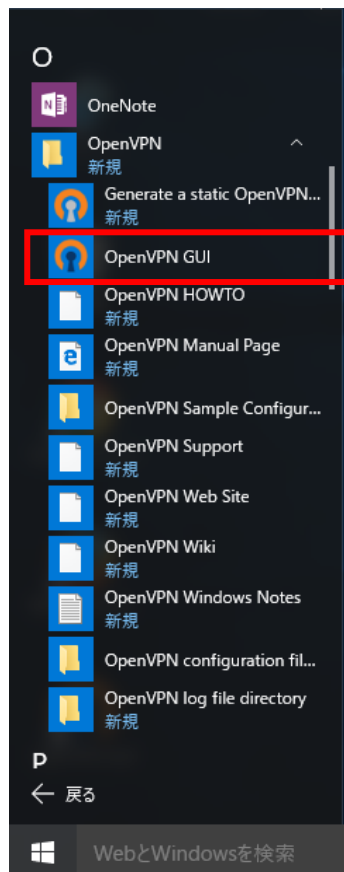 O
OneNote
OpenVPN
新規
Generate a static OpenVPN...
新規
OpenVPN GUI
OpenVPN HOWTO
新規
OpenVPN Manual Page
新規
OpenVPN Sample Configur...
OpenVPN Support
新規
OpenVPN Web Site
新規
OpenVPN Wiki
新規
OpenVPN Windows Notes
新規
OpenVPN configuration fil...
OpenVPN log file directory
新規
P
戻る
WebとWindowsを検索